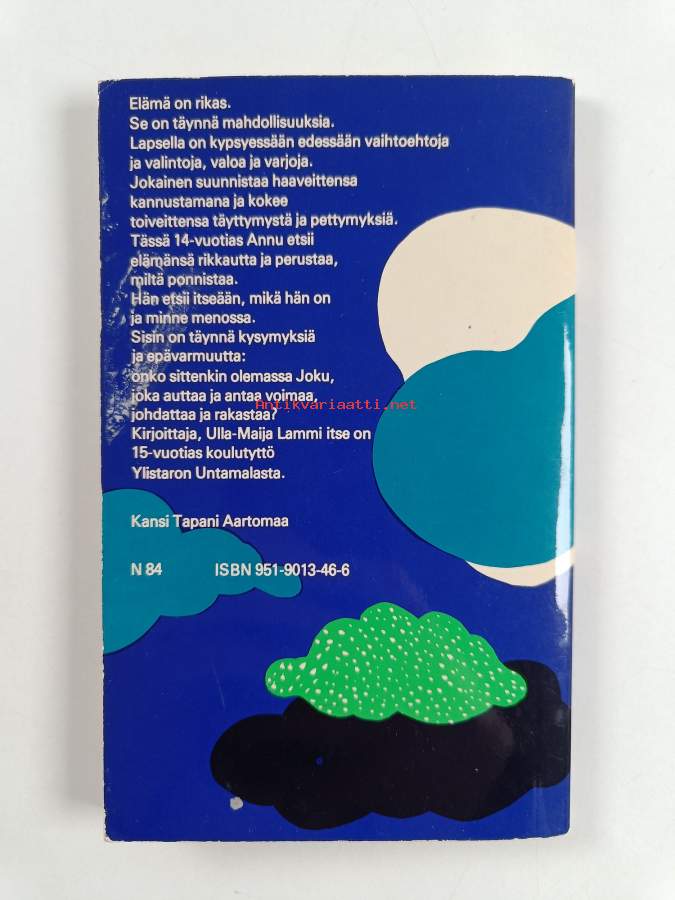 Elämä on rikas.
Se on täynnä mahdollisuuksia.
Lapsella on kypsyessään edessään vaihtoehtoja
ja valintoja, valoa ja varjoja.
Jokainen suunnistaa haaveittensa
kannustamana ja kokee
toiveittensa täyttymystä ja pettymyksiä.
Tässä 14-vuotias Annu etsii
elämänsä rikkautta ja perustaa,
miltä ponnistaa.
Hän etsii itseään, mikä hän on
ja minne menossa.
Sisin on täynnä kysymyksiä
ja epävarmuutta:
onko sittenkin olemassa Joku,
joka auttaa ja antaa voimaa,
Antikvariaatti.net
johdattaa ja rakastaa?
Kirjoittaja, Ulla-Maija Lammi itse on
15-vuotias koulutyttö
Ylistaron Untamalasta.
Kansi Tapani Aartomaa
N 84 ISBN 951-9013-46-6